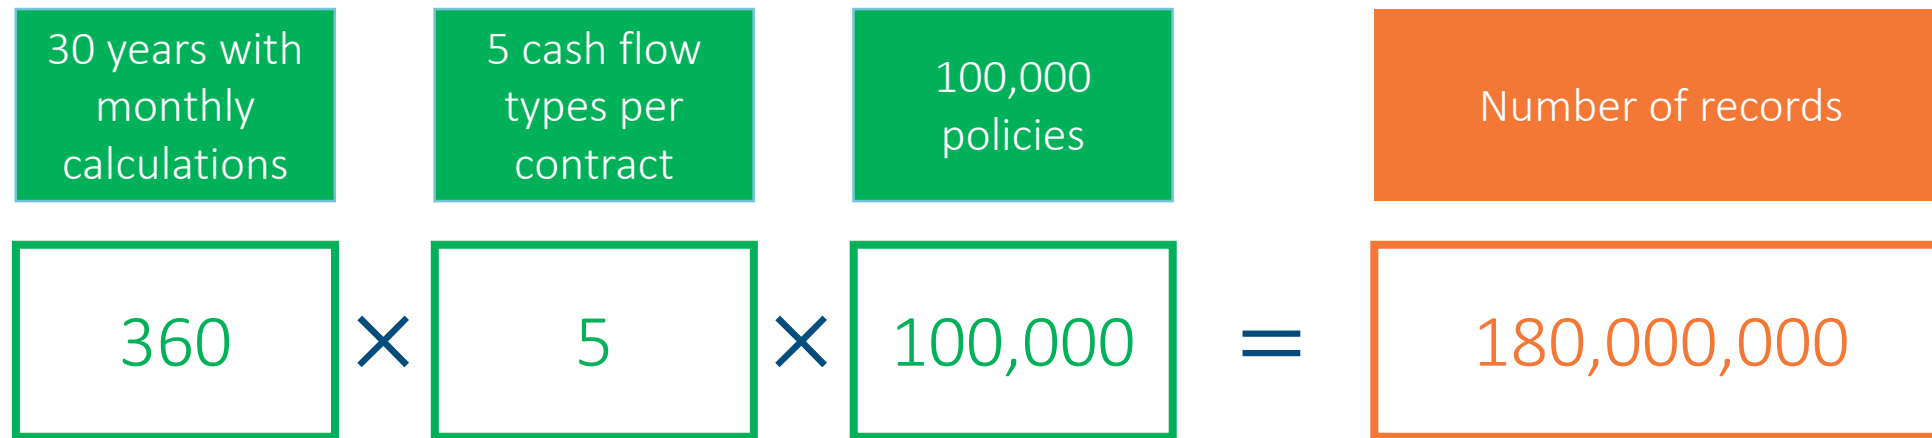 30 years with
monthly
calculations
5 cash flow
types per
contract
100,000
policies
Number of records
360 × 5 × 100,000 = 180,000,000